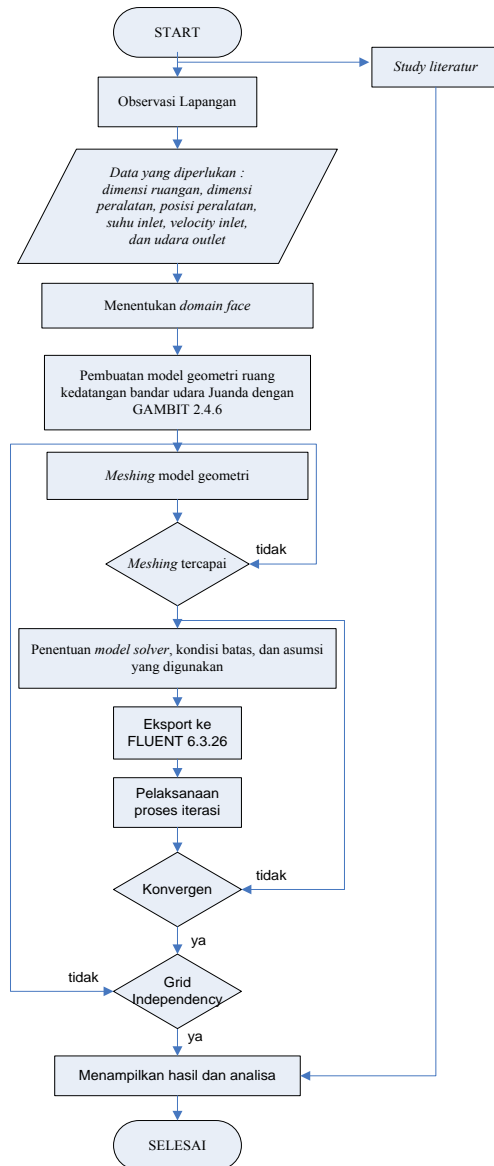 START
Study literatur
Observasi Lapangan
Data yang diperlukan :
dimensi ruangan, dimensi
peralatan, posisi peralatan,
suhu inlet, velocity inlet,
dan udara outlet
Menentukan domain face
Pembuatan model geometri ruang
kedatangan bandar udara Juanda dengan
GAMBIT 2.4.6
Meshing model geometri
tidak
Meshing tercapai
Penentuan model solver, kondisi batas, dan asumsi
yang digunakan
Eksport ke
FLUENT 6.3.26
Pelaksanaan
proses iterasi
tidak
Konvergen
ya
tidak
Grid
Independency
ya
Menampilkan hasil dan analisa
SELESAI